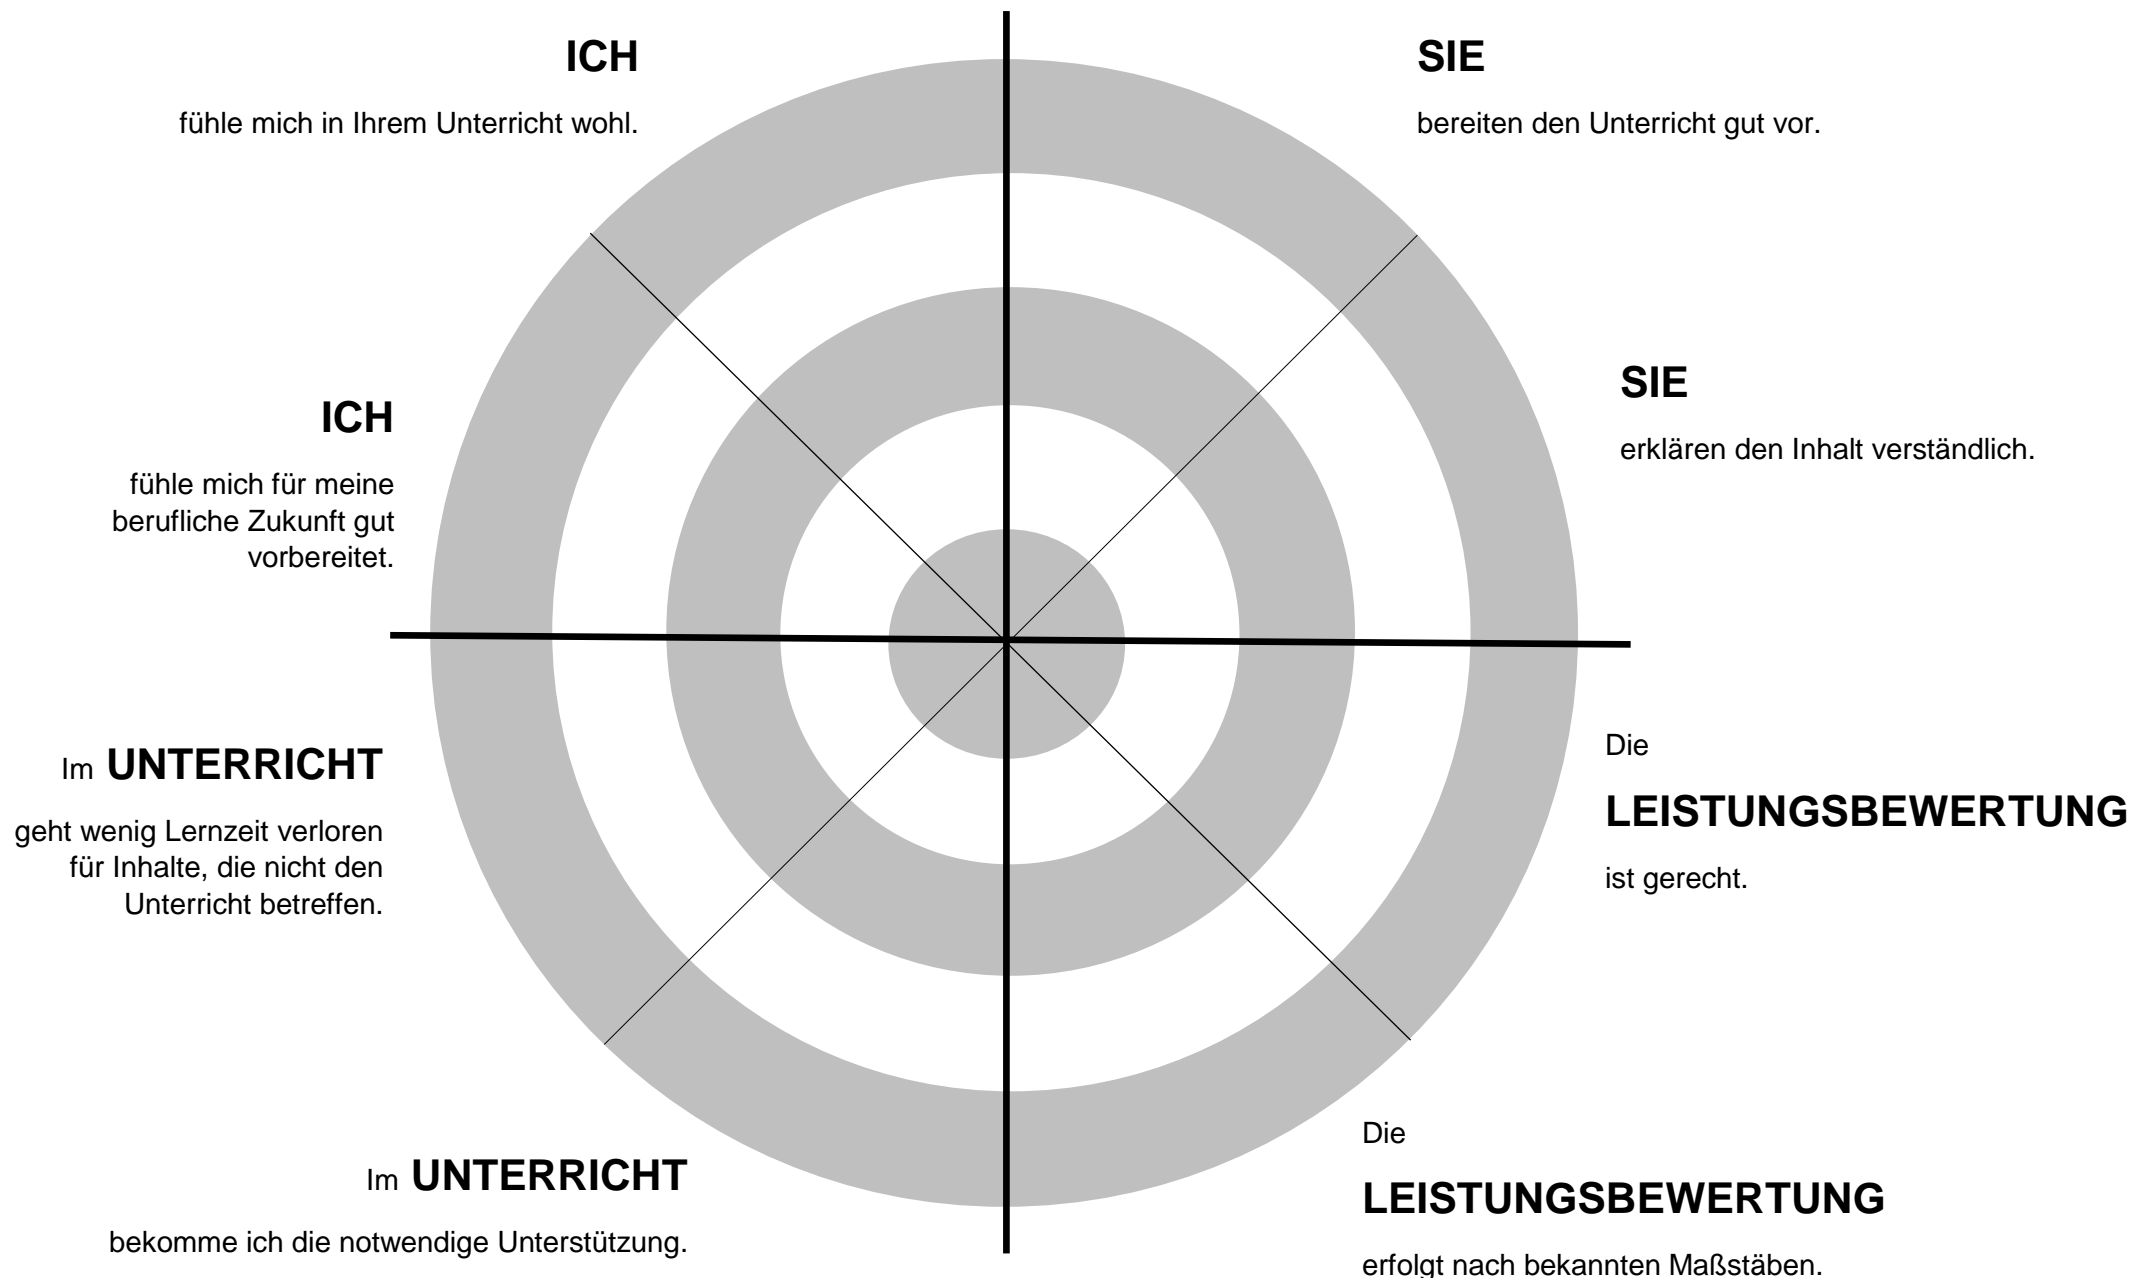 ICH
fühle mich in Ihrem Unterricht wohl.
SIE
bereiten den Unterricht gut vor.
ICH
fühle mich für meine
berufliche Zukunft gut
vorbereitet.
SIE
erklären den Inhalt verständlich.
Im UNTERRICHT
geht wenig Lernzeit verloren
für Inhalte, die nicht den
Unterricht betreffen.
Die
LEISTUNGSBEWERTUNG
ist gerecht.
Im UNTERRICHT
bekomme ich die notwendige Unterstützung.
Die
LEISTUNGSBEWERTUNG
erfolgt nach bekannten Maßstäben.